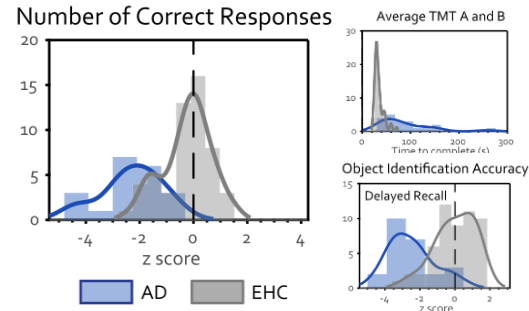 Number of Correct Responses
20
15
10
5
0
-4
-2
0
2
4
z score
AD
EHC
Average TMT A and B
30
20
10
0
0
100
200
300
Time to complete (s)
Object Identification Accuracy
15
Delayed Recall
10
5
0
-4
-2
0
2
z score